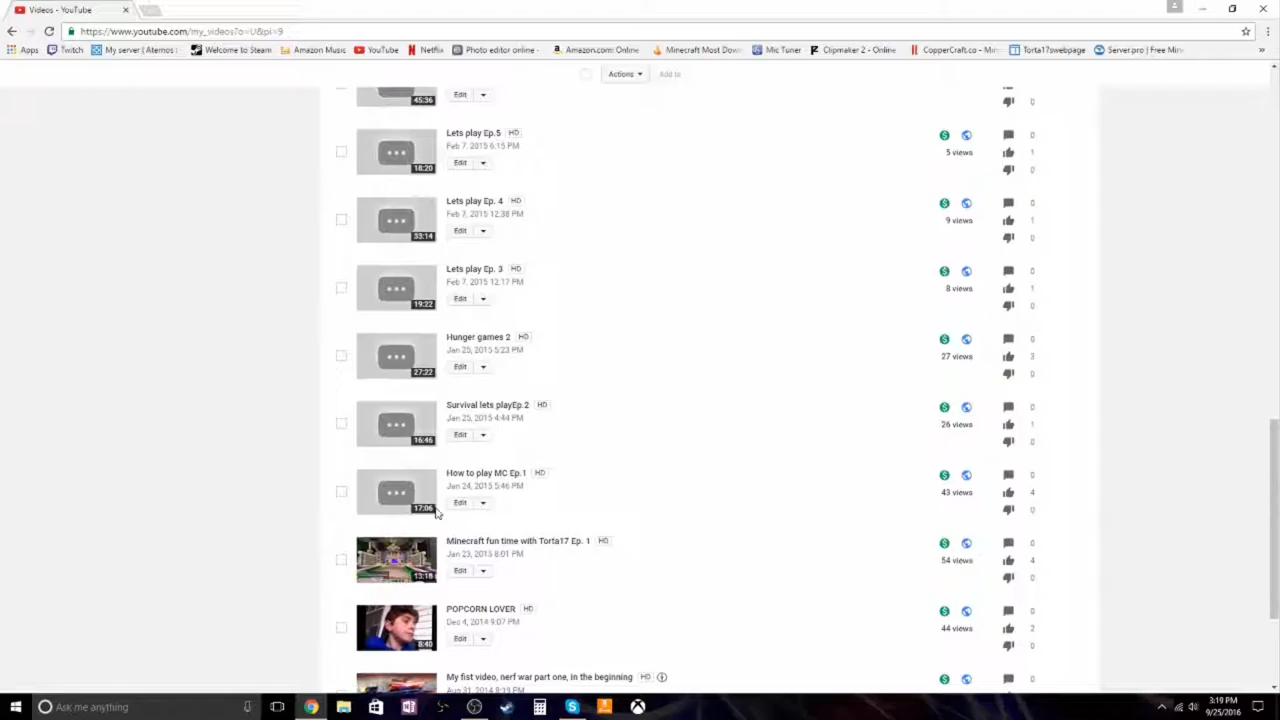 Videos - YouTube
https://www.youtube.com/my_videos?o=U&pi=9
Apps Twitch My server | Aternos | Welcome to Steam Amazon Music YouTube Netflix Photo editor online - Amazon.com: Online Minecraft Most Down Mic Tuner Clipmaker 2 - Online CopperCraft.co - Min Torta17swebpage Server.pro | Free Min »
Actions Add to
45:36 Edit 0
Lets play Ep.5 HD 0
Feb 7, 2015 6:15 PM 5 views 1
18:20 Edit 0
Lets play Ep. 4 HD 0
Feb 7, 2015 12:38 PM 9 views 1
33:14 Edit 0
Lets play Ep. 3 HD 0
Feb 7, 2015 12:17 PM 8 views 1
19:22 Edit 0
Hunger games 2 HD 0
Jan 25, 2015 5:23 PM 27 views 3
27:22 Edit 0
Survival lets playEp.2 HD 0
Jan 25, 2015 4:44 PM 26 views 1
16:46 Edit 0
How to play MC Ep.1 HD 0
Jan 24, 2015 5:46 PM 43 views 4
17:06 Edit 0
Minecraft fun time with Torta17 Ep. 1 HD 0
Jan 23, 2015 8:01 PM 54 views 4
13:18 Edit 0
POPCORN LOVER HD 0
Dec 4, 2014 9:07 PM 44 views 2
8:40 Edit 0
My fist video, nerf war part one, in the beginning HD 0
Aug 31, 2014 8:19 PM
Ask me anything
3:19 PM
9/25/2016